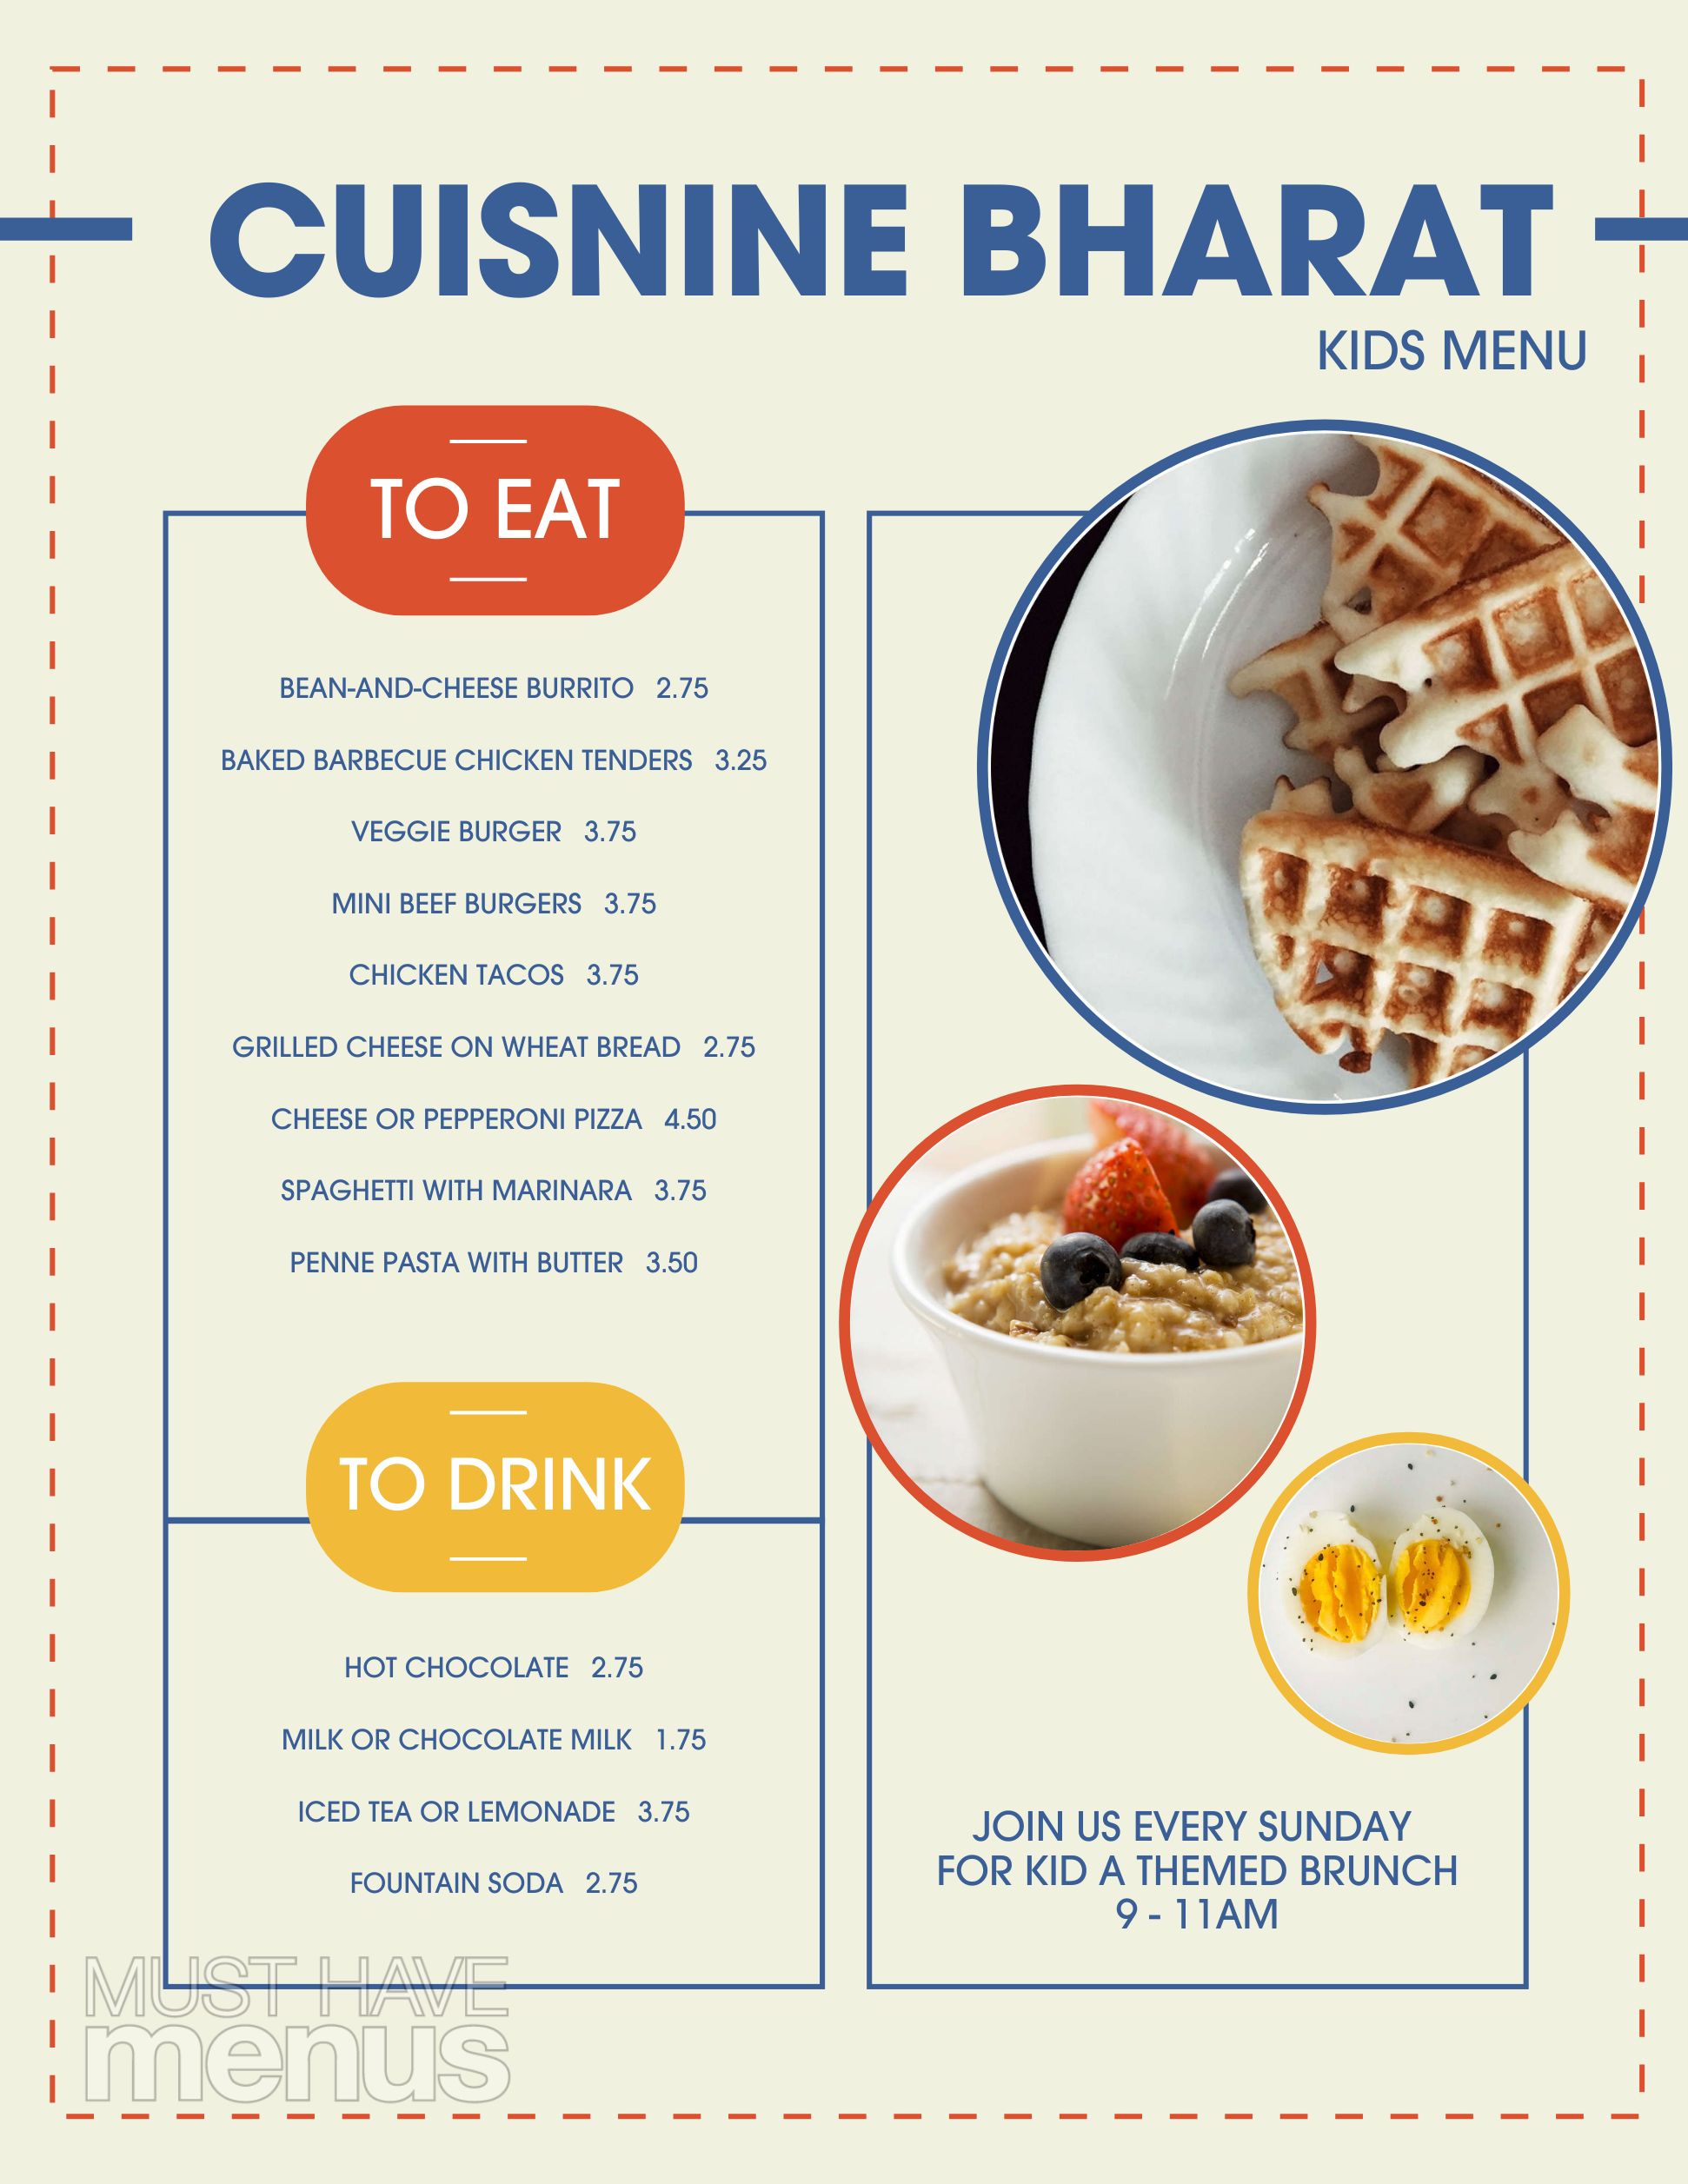 CUISNINE BHARAT
KIDS MENU
TO EAT
BEAN-AND-CHEESE BURRITO 2.75
BAKED BARBECUE CHICKEN TENDERS 3.25
VEGGIE BURGER 3.75
MINI BEEF BURGERS 3.75
CHICKEN TACOS 3.75
GRILLED CHEESE ON WHEAT BREAD 2.75
CHEESE OR PEPPERONI PIZZA 4.50
SPAGHETTI WITH MARINARA 3.75
PENNE PASTA WITH BUTTER 3.50
TO DRINK
HOT CHOCOLATE 2.75
MILK OR CHOCOLATE MILK 1.75
ICED TEA OR LEMONADE 3.75
FOUNTAIN SODA 2.75
JOIN US EVERY SUNDAY
FOR KID A THEMED BRUNCH
9 - 11AM
MUST HAVE
menus